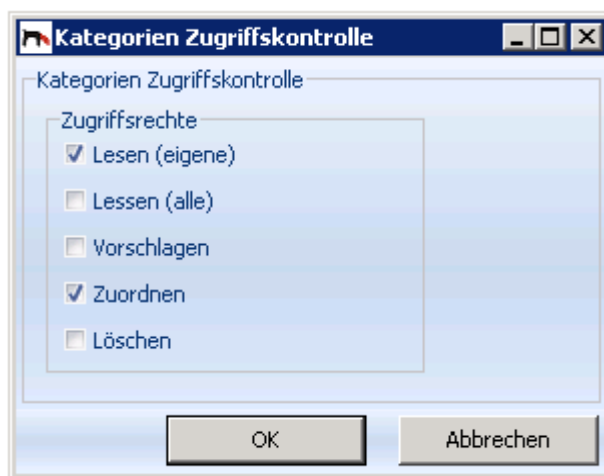 Kategorien Zugriffskontrolle
Kategorien Zugriffskontrolle
Zugriffsrechte
Lesen (eigene)
Lessen (alle)
Vorschlagen
Zuordnen
Löschen
OK
Abbrechen